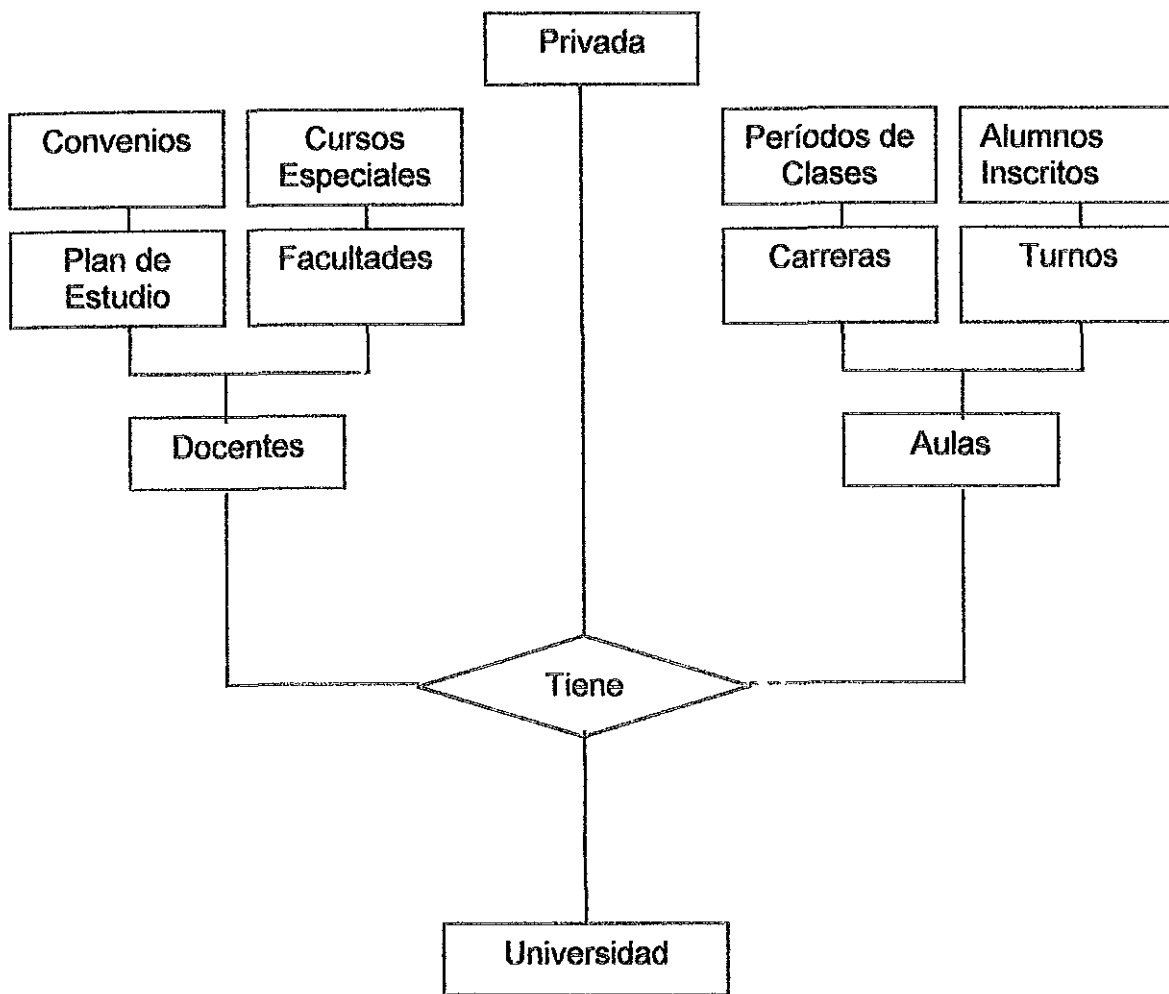 Privada
Convenios
Cursos
Especiales
Períodos de
Clases
Alumnos
Inscritos
Plan de
Estudio
Facultades
Carreras
Turnos
Docentes
Aulas
Tiene
Universidad